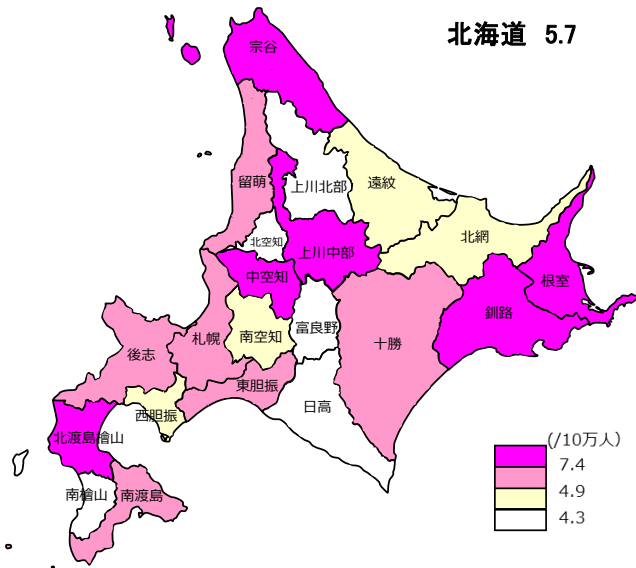 北海道 5.7
宗谷
留萌
上川北部
遠紋
北空知
上川中部
北網
中空知
根室
釧路
札幌
南空知
富良野
十勝
後志
東胆振
西胆振
日高
北渡島檜山
南檜山
南渡島
(/10万人)
7.4
4.9
4.3